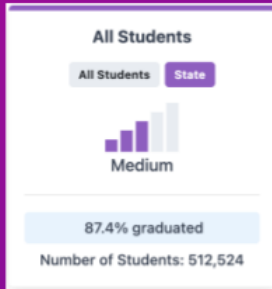 All Students
All Students State
Medium
87.4% graduated
Number of Students: 512,524